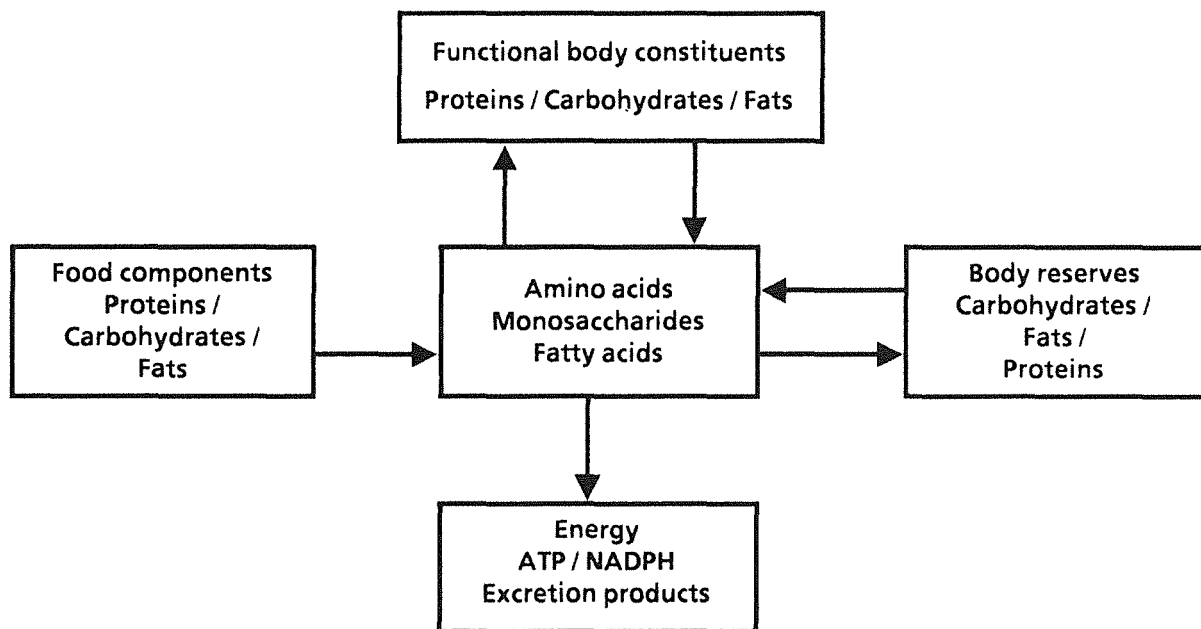 Functional body constituents
Proteins / Carbohydrates / Fats
Food components
Proteins /
Carbohydrates /
Fats
Amino acids
Monosaccharides
Fatty acids
Body reserves
Carbohydrates /
Fats /
Proteins
Energy
ATP / NADPH
Excretion products